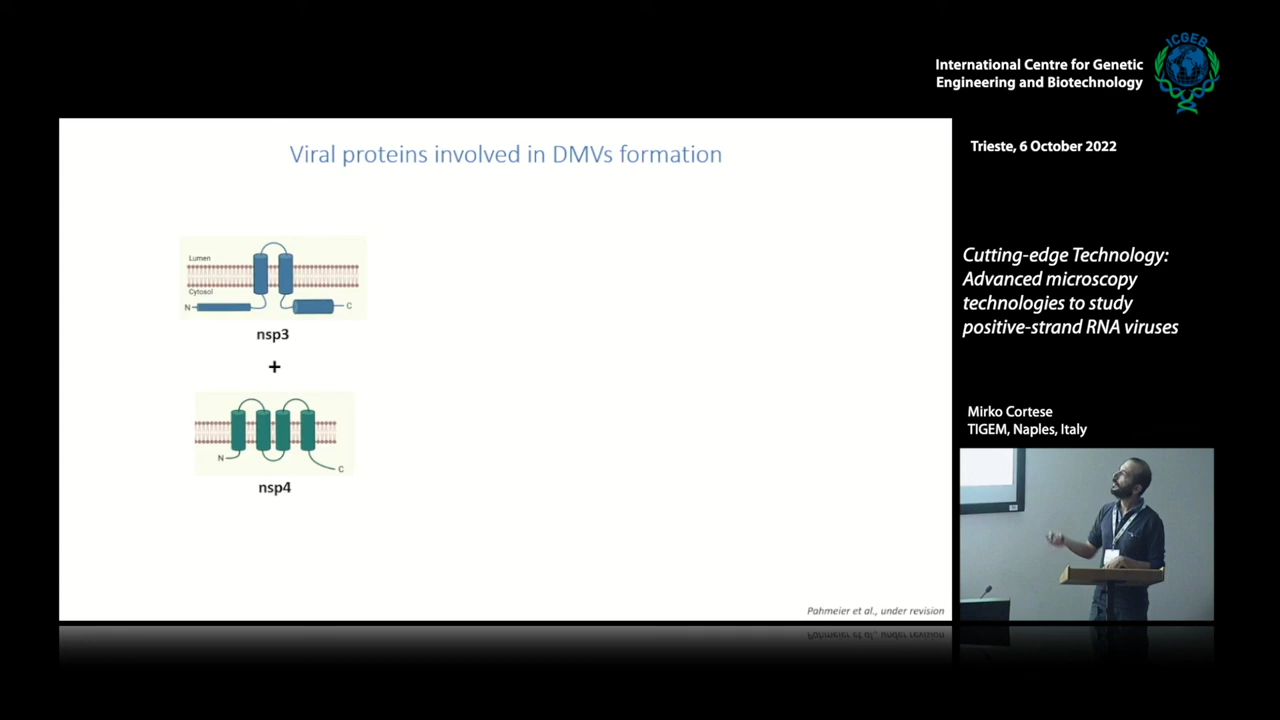 ICGEB
International Centre for Genetic
Engineering and Biotechnology
Trieste, 6 October 2022
Viral proteins involved in DMVs formation
Lumen
Cytosol
N
C
nsp3
+
N
C
nsp4
Pahmeier et al., under revision
Cutting-edge Technology:
Advanced microscopy
technologies to study
positive-strand RNA viruses
Mirko Cortese
TIGEM, Naples, Italy